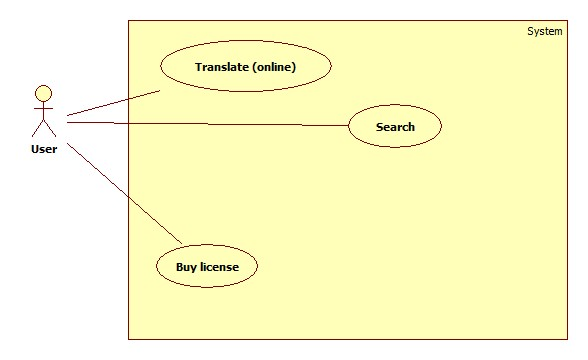 System
Translate (online)
Search
User
Buy license